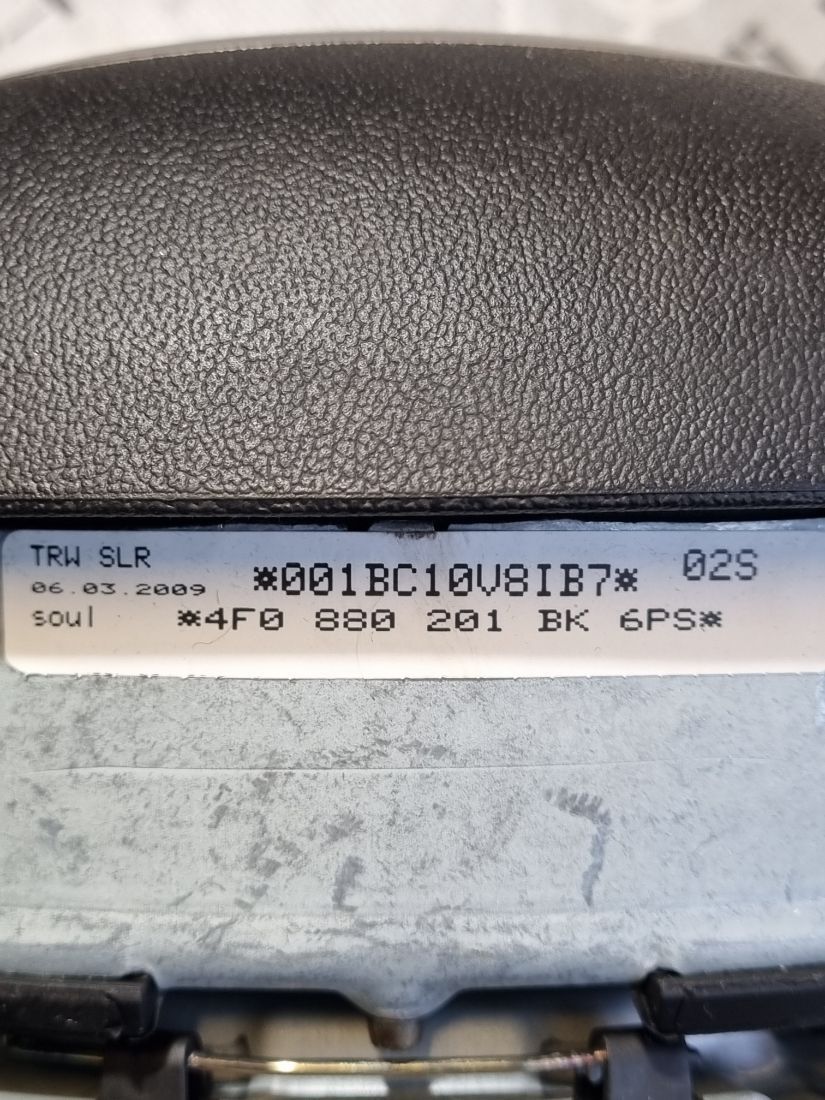 TRW SLR
06.03.2009 *001BC10V8IB7* 02S
soul *4F0 880 201 BK 6PS*